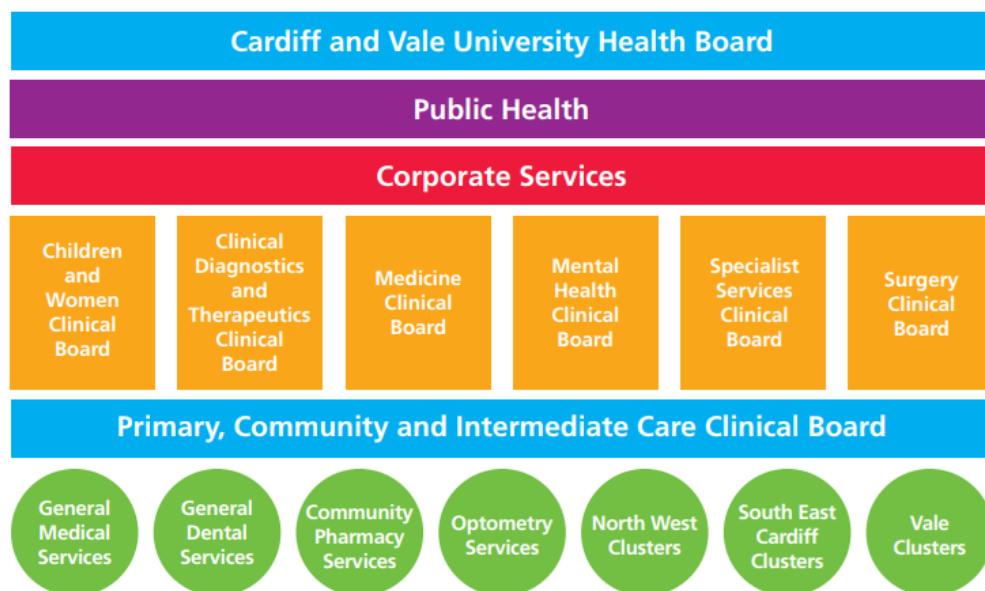 Cardiff and Vale University Health Board
Public Health
Corporate Services
Children
and
Women
Clinical
Board
Clinical
Diagnostics
and
Therapeutics
Clinical
Board
Medicine
Clinical
Board
Mental
Health
Clinical
Board
Specialist
Services
Clinical
Board
Surgery
Clinical
Board
Primary, Community and Intermediate Care Clinical Board
General
Medical
Services
General
Dental
Services
Community
Pharmacy
Services
Optometry
Services
North West
Clusters
South East
Cardiff
Clusters
Vale
Clusters